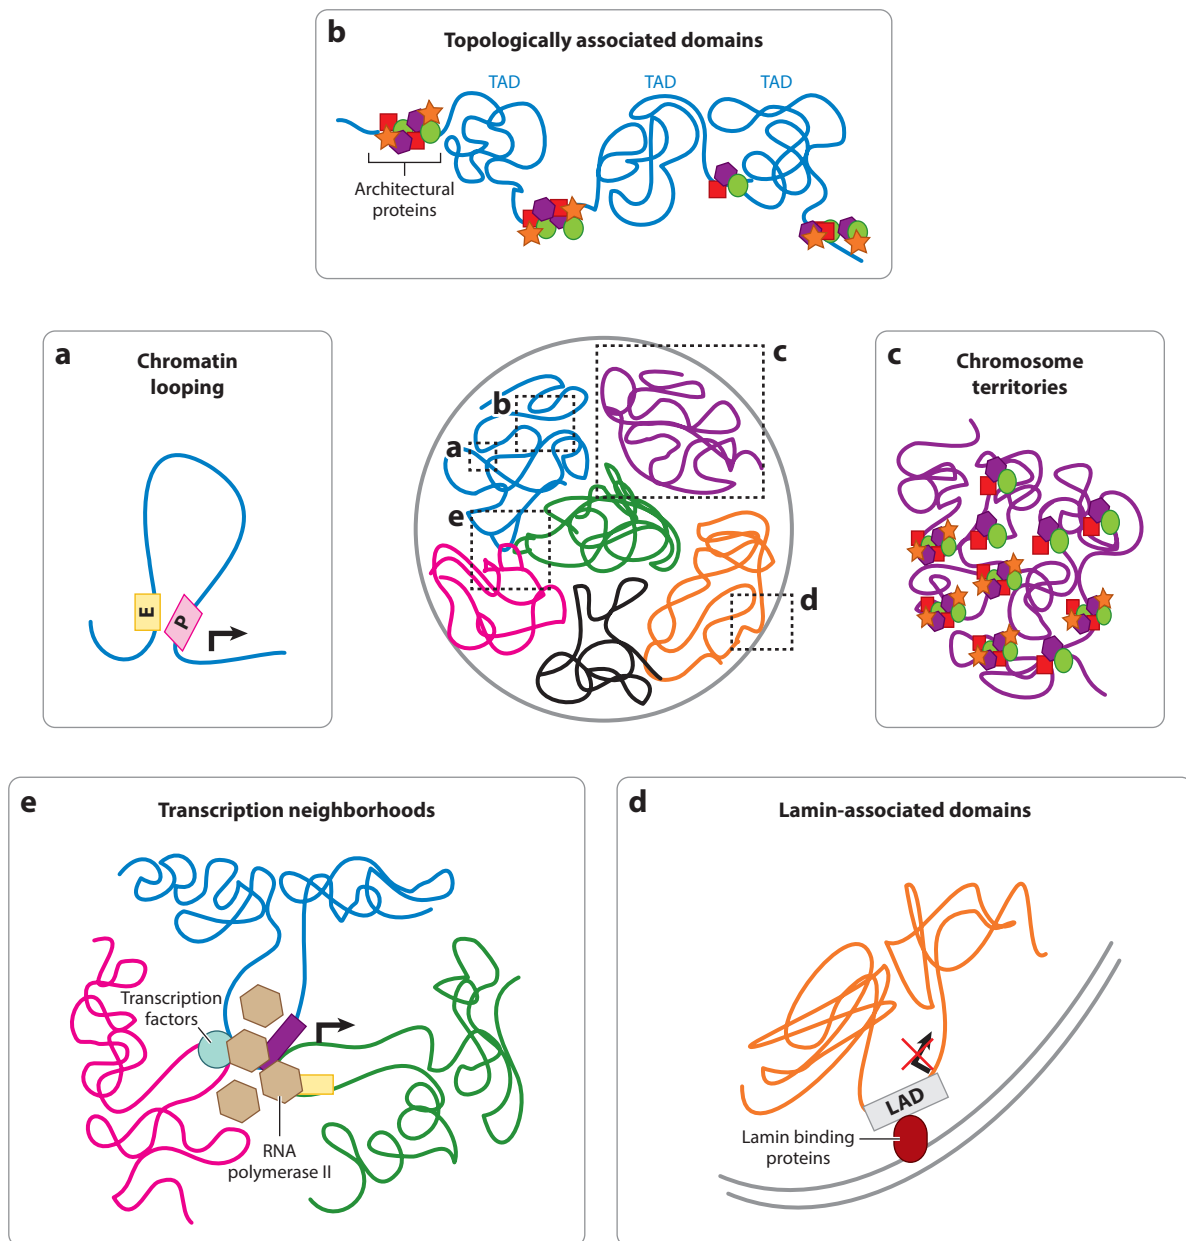 b
Topologically associated domains
TAD
TAD
TAD
Architectural
proteins
a
Chromatin
looping
E
P
a
b
c
d
e
c
Chromosome
territories
e
Transcription neighborhoods
Transcription
factors
RNA
polymerase II
d
Lamin-associated domains
LAD
Lamin binding
proteins